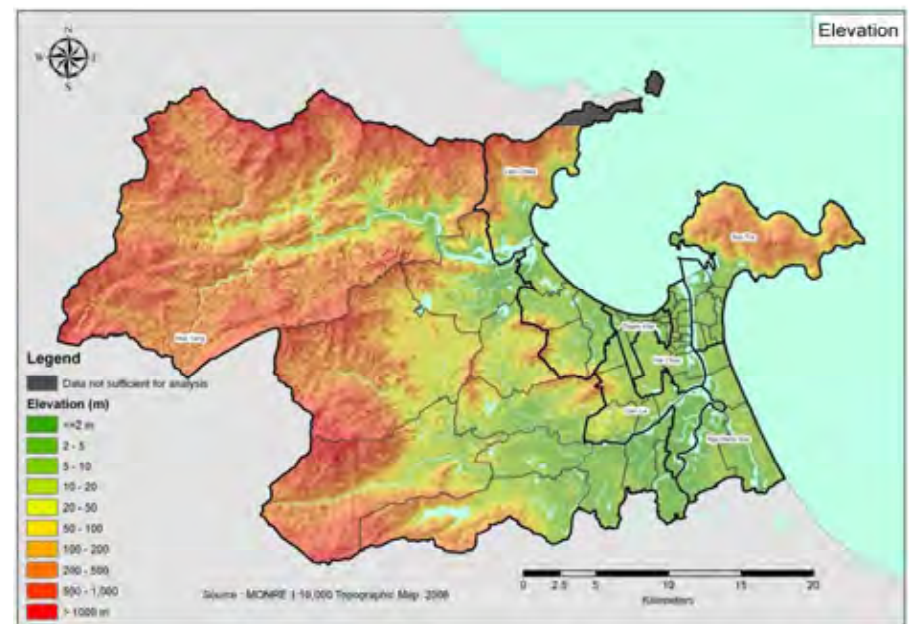 Elevation
N
W E
S
Lien Chieu
Son Tra
Hoa Vang
Thanh Khe
Hai Chau
Cam Le
Ngu Hanh Son
Legend
Data not sufficient for analysis
Elevation (m)
<=2 m
2 - 5
5 - 10
10 - 20
20 - 50
50 - 100
100 - 200
200 - 500
500 - 1,000
> 1000 m
Source : MONRE 1:10,000 Topographic Map, 2008
0 2.5 5 10 15 20
Kilometers